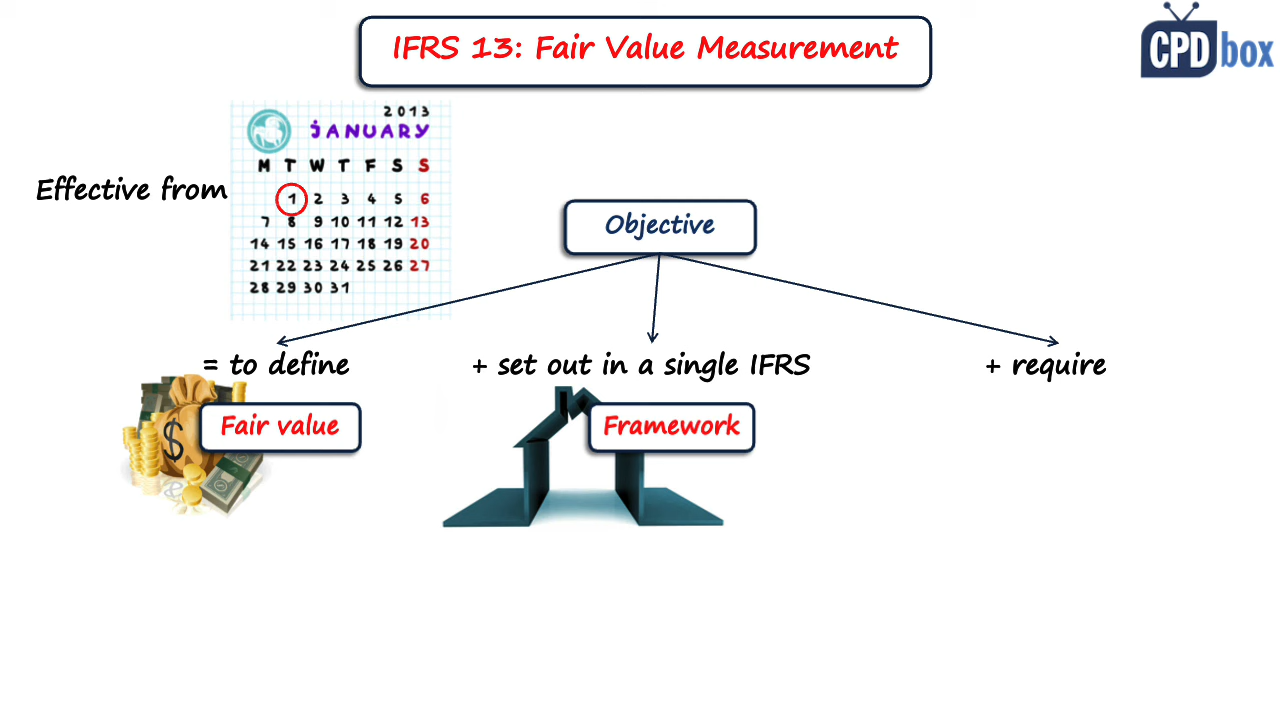 IFRS 13: Fair Value Measurement
CPDbox
Effective from
2013
JANUARY
M T W T F S S
1 2 3 4 5 6
7 8 9 10 11 12 13
14 15 16 17 18 19 20
21 22 23 24 25 26 27
28 29 30 31
Objective
= to define
+ set out in a single IFRS
+ require
$
Fair value
Framework